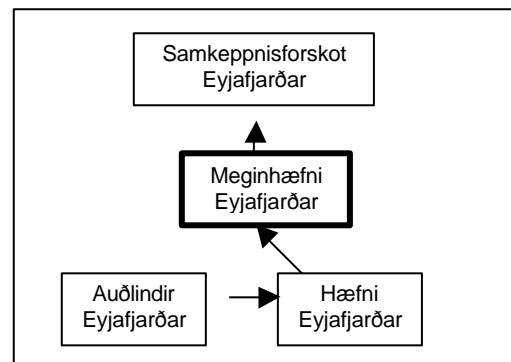 Samkeppnisforskot
Eyjafjarðar
Meginhæfni
Eyjafjarðar
Auðlindir
Eyjafjarðar
Hæfni
Eyjafjarðar